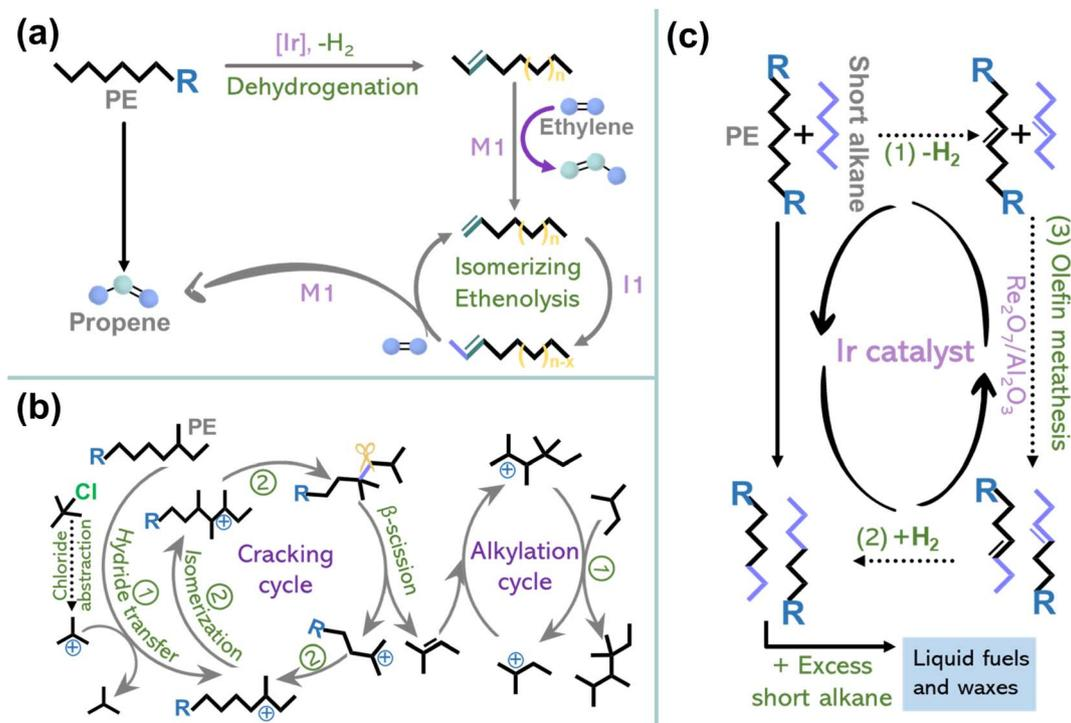 (a)
[Ir], -H₂
Dehydrogenation
R
PE
n
Ethylene
M1
n
Isomerizing
Ethenolysis
I1
M1
Propene
n-x
(b)
PE
R
Cl
Chloride
abstraction
Hydride transfer
1
R
2
R
Isomerization
2
Cracking
cycle
β-scission
R
2
R
Alkylation
cycle
1
(c)
R
PE
+
Short alkane
R
(1) -H₂
R
+
R
(3) Olefin metathesis
Re₂O₇/Al₂O₃
Ir catalyst
R
R
(2) +H₂
R
R
+ Excess
short alkane
Liquid fuels
and waxes